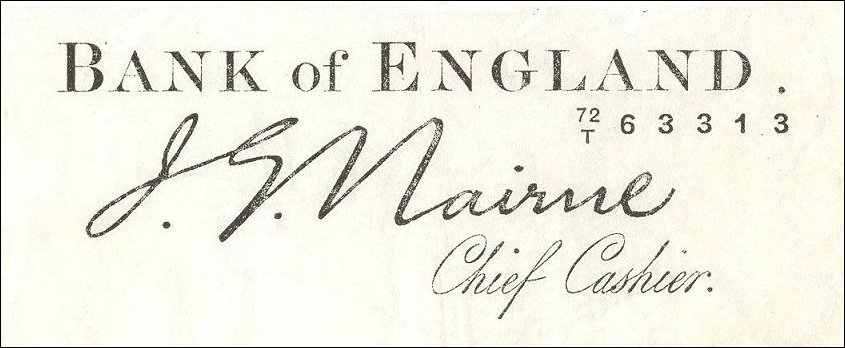 BANK of ENGLAND.
72/T 63313
J. G. Nairne
Chief Cashier.